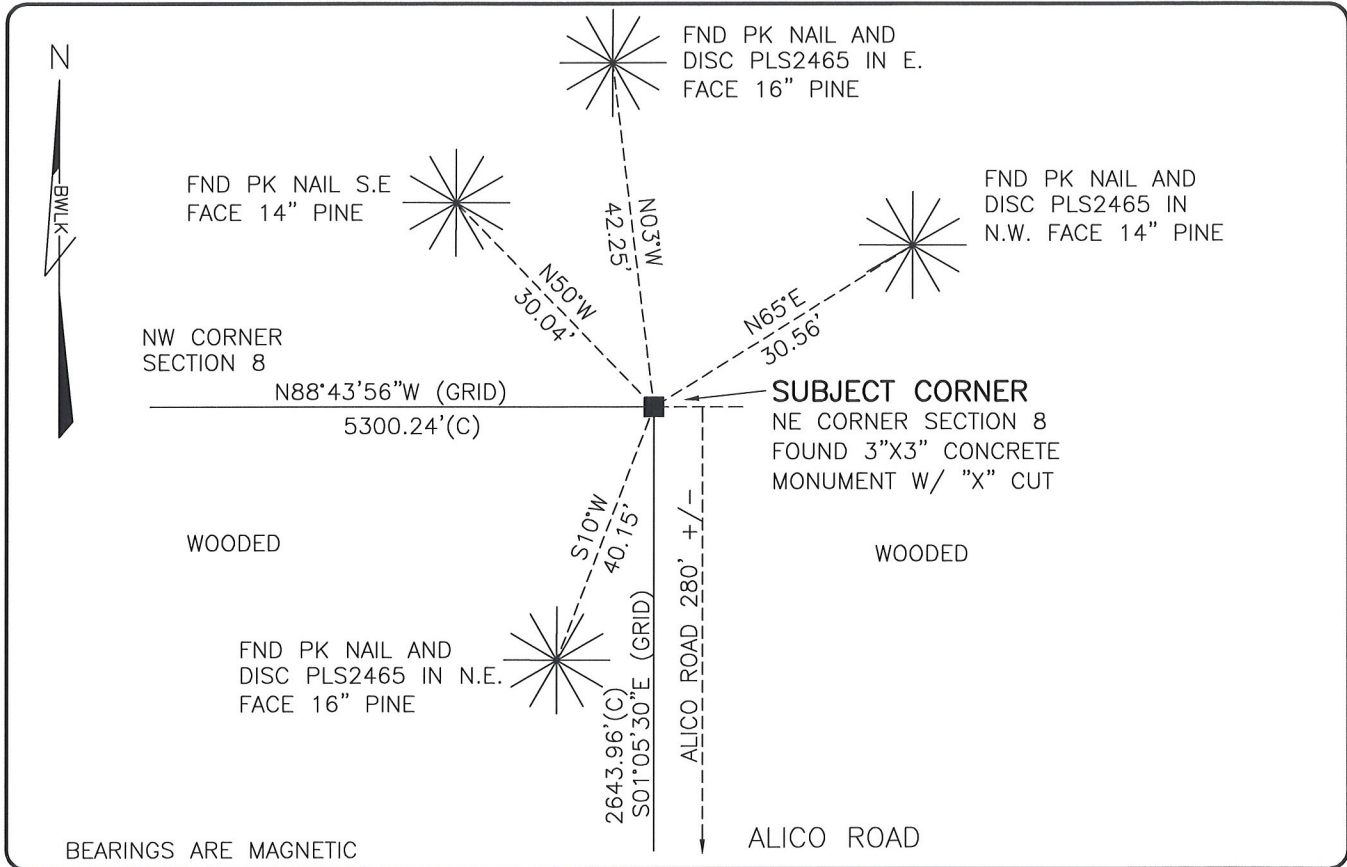 N
BWLK
FND PK NAIL AND
DISC PLS2465 IN E.
FACE 16" PINE
FND PK NAIL S.E
FACE 14" PINE
FND PK NAIL AND
DISC PLS2465 IN
N.W. FACE 14" PINE
N03°W
42.25'
N50°W
30.04'
N65°E
30.56'
NW CORNER
SECTION 8
N88°43'56"W (GRID)
5300.24'(C)
SUBJECT CORNER
NE CORNER SECTION 8
FOUND 3"X3" CONCRETE
MONUMENT W/ "X" CUT
S10°W
40.15'
WOODED
WOODED
FND PK NAIL AND
DISC PLS2465 IN N.E.
FACE 16" PINE
2643.96'(C)
S01°05'30"E (GRID)
ALICO ROAD 280' +/-
ALICO ROAD
BEARINGS ARE MAGNETIC